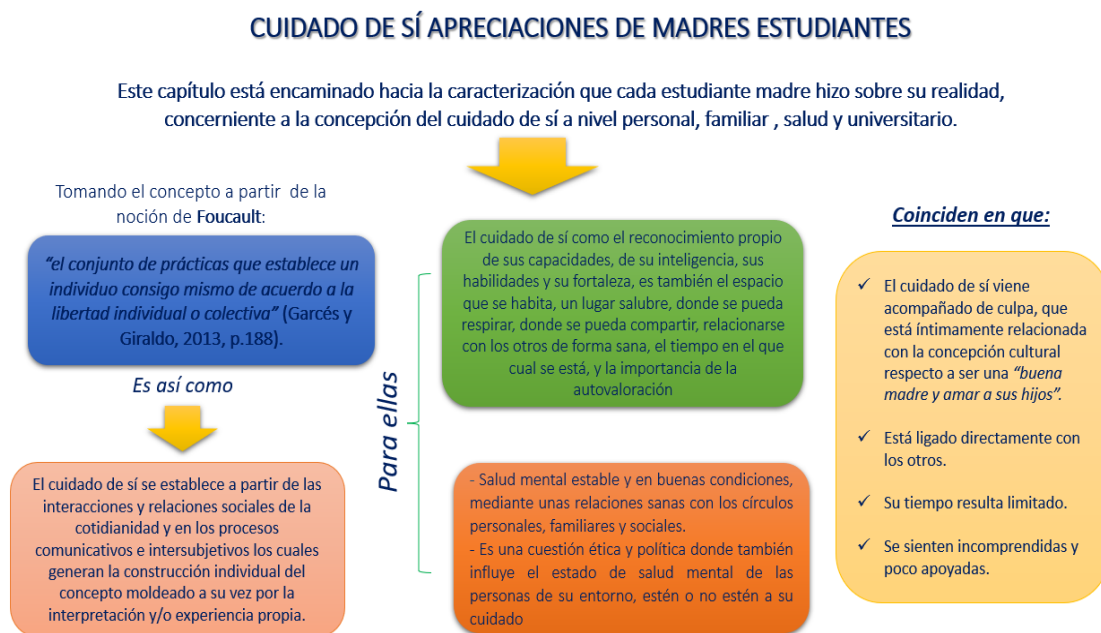 CUIDADO DE SÍ APRECIACIONES DE MADRES ESTUDIANTES
Este capítulo está encaminado hacia la caracterización que cada estudiante madre hizo sobre su realidad,
concerniente a la concepción del cuidado de sí a nivel personal, familiar , salud y universitario.
Tomando el concepto a partir de la
noción de Foucault:
“el conjunto de prácticas que establece un
individuo consigo mismo de acuerdo a la
libertad individual o colectiva” (Garcés y
Giraldo, 2013, p.188).
Es así como
El cuidado de sí se establece a partir de las
interacciones y relaciones sociales de la
cotidianidad y en los procesos
comunicativos e intersubjetivos los cuales
generan la construcción individual del
concepto moldeado a su vez por la
interpretación y/o experiencia propia.
Para ellas
El cuidado de sí como el reconocimiento propio
de sus capacidades, de su inteligencia, sus
habilidades y su fortaleza, es también el espacio
que se habita, un lugar salubre, donde se pueda
respirar, donde se pueda compartir, relacionarse
con los otros de forma sana, el tiempo en el que
cual se está, y la importancia de la
autovaloración
- Salud mental estable y en buenas condiciones,
mediante unas relaciones sanas con los círculos
personales, familiares y sociales.
- Es una cuestión ética y política donde también
influye el estado de salud mental de las
personas de su entorno, estén o no estén a su
cuidado
Coinciden en que:
✓ El cuidado de sí viene
acompañado de culpa, que
está íntimamente relacionada
con la concepción cultural
respecto a ser una “buena
madre y amar a sus hijos”.
✓ Está ligado directamente con
los otros.
✓ Su tiempo resulta limitado.
✓ Se sienten incomprendidas y
poco apoyadas.